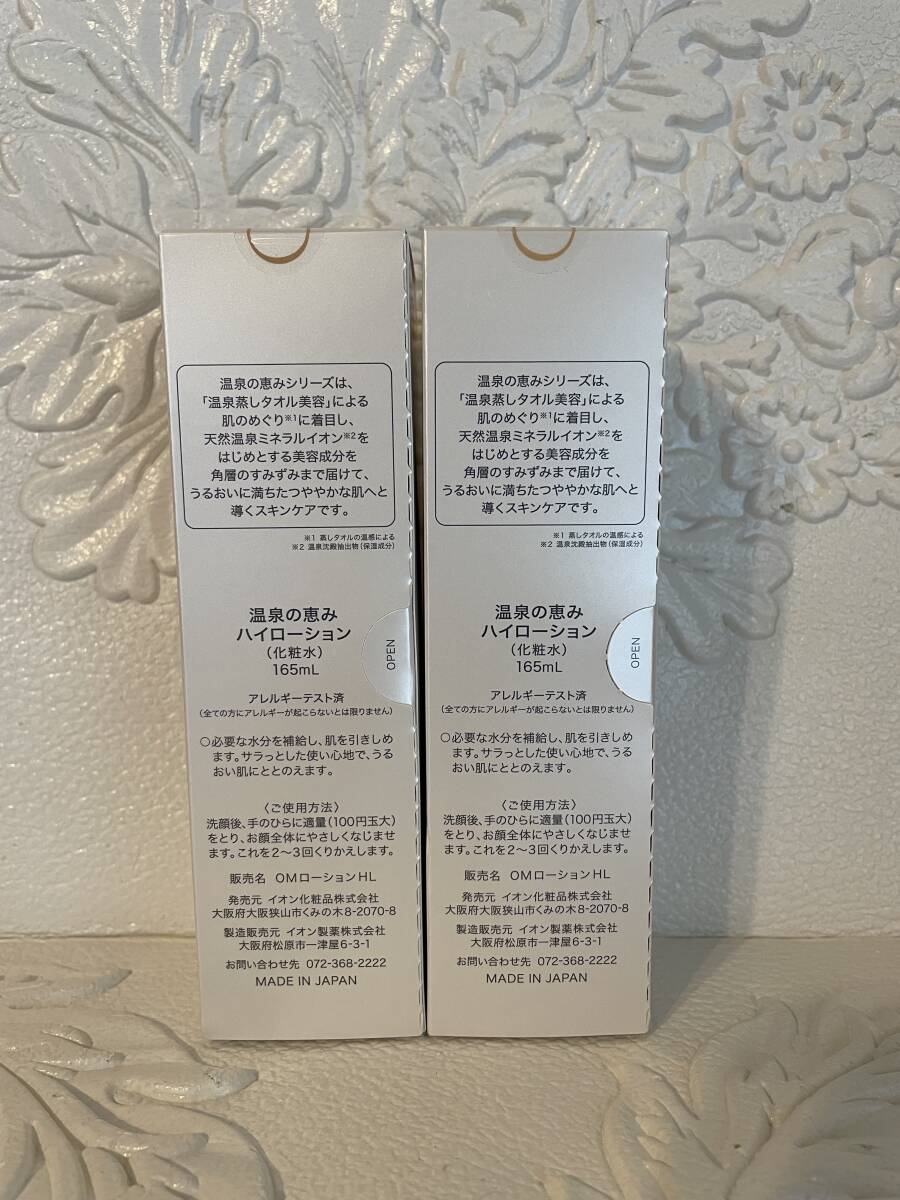 温泉の恵みシリーズは、
「温泉蒸しタオル美容」による
肌のめぐり※1に着目し、
天然温泉ミネラルイオン※2を
はじめとする美容成分を
角層のすみずみまで届けて、
うるおいに満ちたつややかな肌へと
導くスキンケアです。
※1 蒸しタオルの温感による
※2 温泉沈殿抽出物(保湿成分)
温泉の恵み
ハイローション
(化粧水)
165mL
OPEN
アレルギーテスト済
(全ての方にアレルギーが起こらないとは限りません)
○必要な水分を補給し、肌を引きしめ
ます。サラっとした使い心地で、うる
おい肌にととのえます。
〈ご使用方法〉
洗顔後、手のひらに適量(100円玉大)
をとり、お顔全体にやさしくなじませ
ます。これを2〜3回くりかえします。
販売名 OMローションHL
発売元 イオン化粧品株式会社
大阪府大阪狭山市くみの木8-2070-8
製造販売元 イオン製薬株式会社
大阪府松原市一津屋6-3-1
お問い合わせ先 072-368-2222
MADE IN JAPAN
温泉の恵みシリーズは、
「温泉蒸しタオル美容」による
肌のめぐり※1に着目し、
天然温泉ミネラルイオン※2を
はじめとする美容成分を
角層のすみずみまで届けて、
うるおいに満ちたつややかな肌へと
導くスキンケアです。
※1 蒸しタオルの温感による
※2 温泉沈殿抽出物(保湿成分)
温泉の恵み
ハイローション
(化粧水)
165mL
OPEN
アレルギーテスト済
(全ての方にアレルギーが起こらないとは限りません)
○必要な水分を補給し、肌を引きしめ
ます。サラっとした使い心地で、うる
おい肌にととのえます。
〈ご使用方法〉
洗顔後、手のひらに適量(100円玉大)
をとり、お顔全体にやさしくなじませ
ます。これを2〜3回くりかえします。
販売名 OMローションHL
発売元 イオン化粧品株式会社
大阪府大阪狭山市くみの木8-2070-8
製造販売元 イオン製薬株式会社
大阪府松原市一津屋6-3-1
お問い合わせ先 072-368-2222
MADE IN JAPAN